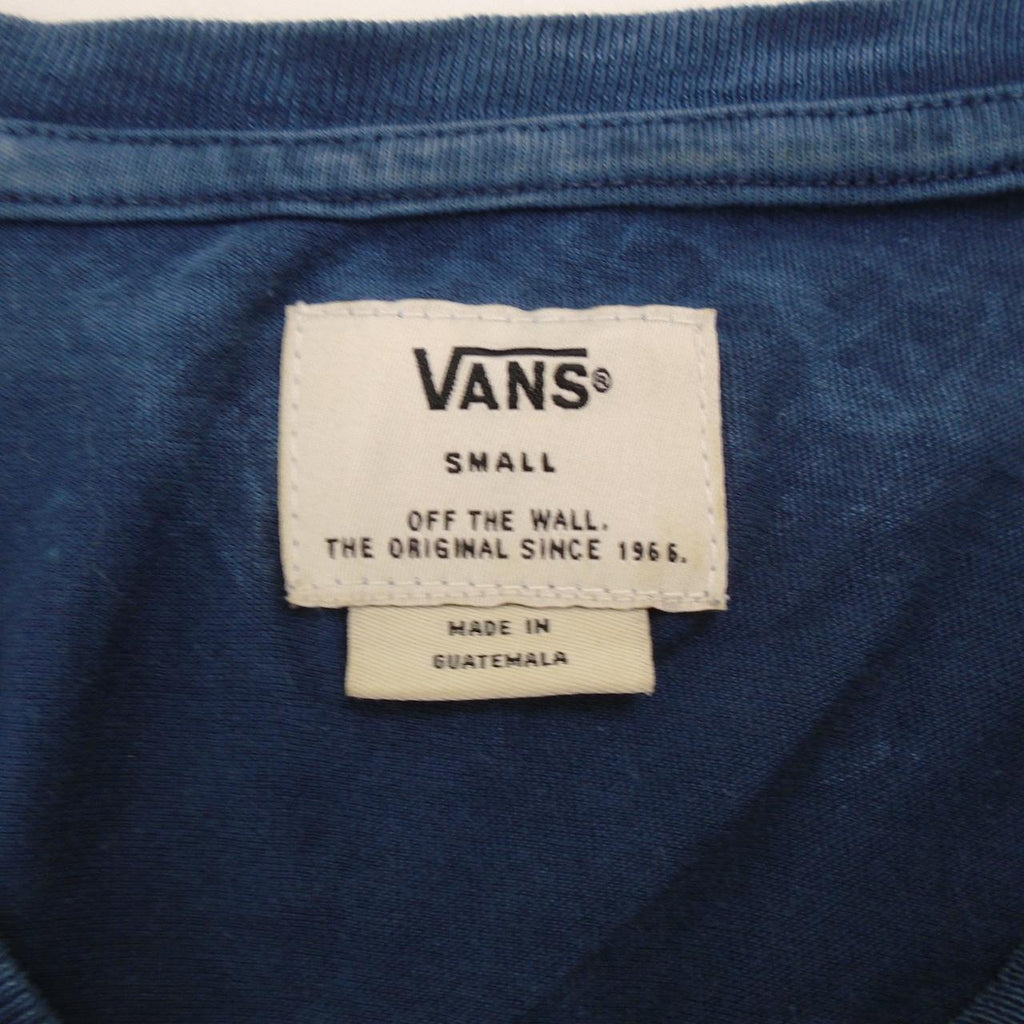 VANS®
SMALL
OFF THE WALL.
THE ORIGINAL SINCE 1966.
MADE IN
GUATEMALA